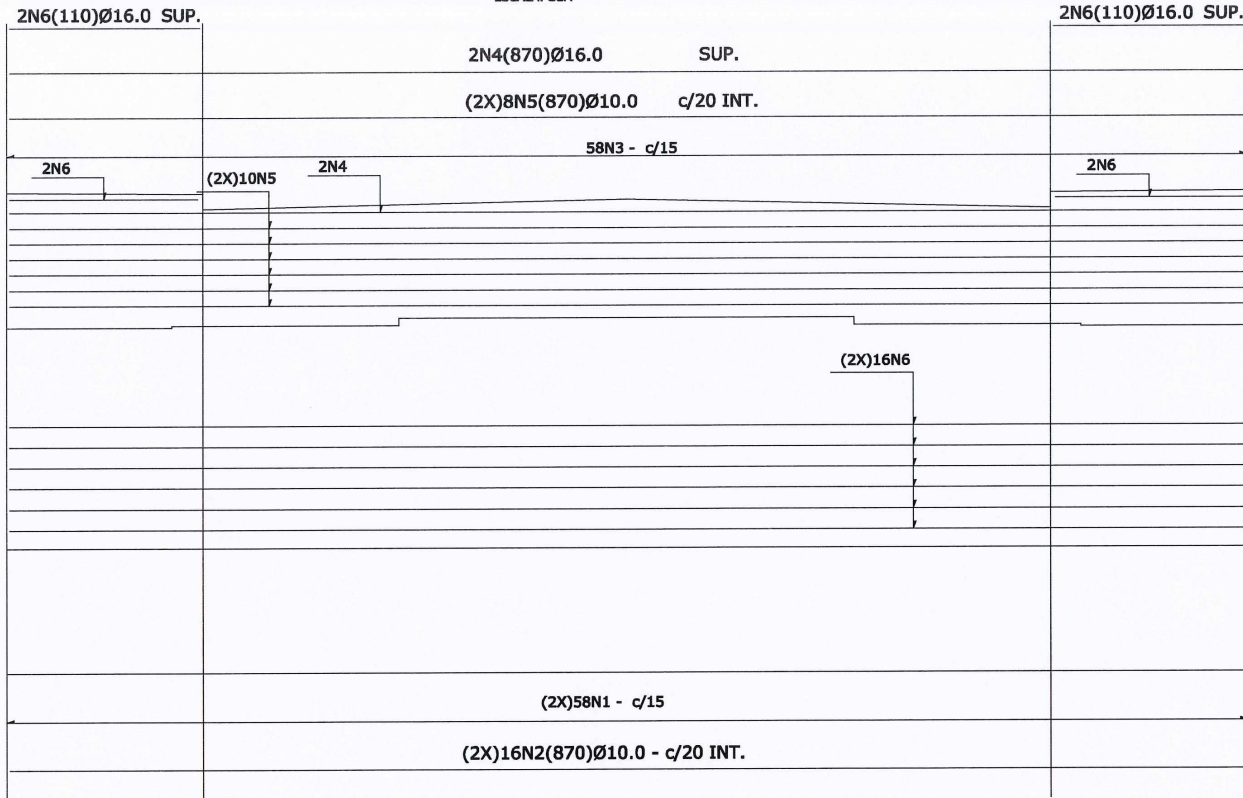 2N6(110)Ø16.0 SUP.
2N6(110)Ø16.0 SUP.
2N4(870)Ø16.0 SUP.
(2X)8N5(870)Ø10.0 c/20 INT.
58N3 - c/15
2N6
(2X)10N5
2N4
2N6
(2X)16N6
(2X)58N1 - c/15
(2X)16N2(870)Ø10.0 - c/20 INT.